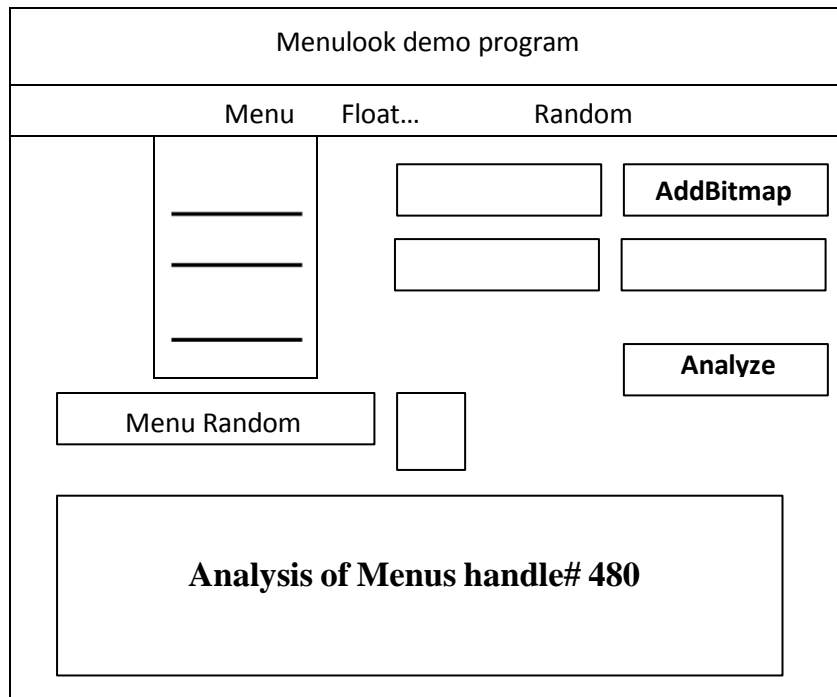 Menulook demo program
Menu Float... Random
AddBitmap
Analyze
Menu Random
Analysis of Menus handle# 480